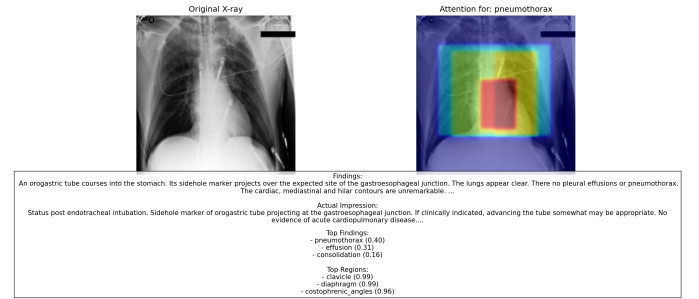 Original X-ray
Attention for: pneumothorax
Findings:
An orogastric tube courses into the stomach. Its sidehole marker projects over the expected site of the gastroesophageal junction. The lungs appear clear. There no pleural effusions or pneumothorax.
The cardiac, mediastinal and hilar contours are unremarkable. ...
Actual Impression:
Status post endotracheal intubation. Sidehole marker of orogastric tube projecting at the gastroesophageal junction. If clinically indicated, advancing the tube somewhat may be appropriate. No
evidence of acute cardiopulmonary disease....
Top Findings:
- pneumothorax (0.40)
- effusion (0.31)
- consolidation (0.16)
Top Regions:
- clavicle (0.99)
- diaphragm (0.99)
- costophrenic_angles (0.96)